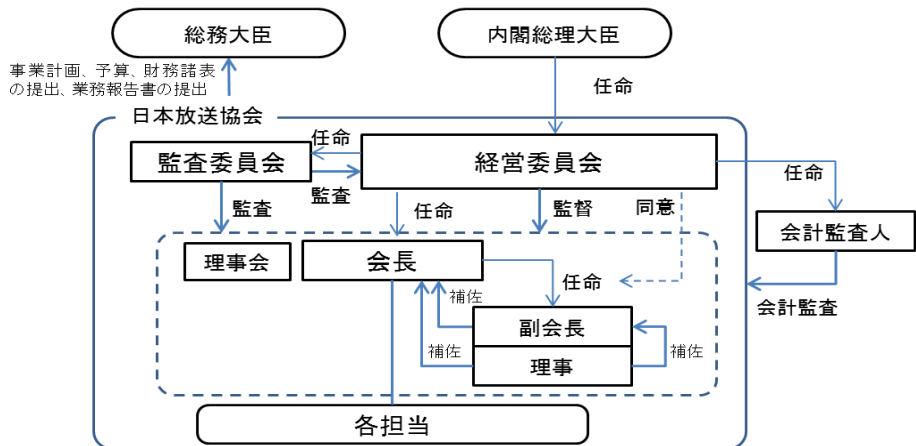 総務大臣
内閣総理大臣
事業計画、予算、財務諸表
の提出、業務報告書の提出
任命
日本放送協会
任命
監査委員会
経営委員会
監査
任命
監査
任命
監督
同意
会計監査人
理事会
会長
任命
会計監査
補佐
副会長
補佐
理事
補佐
各担当